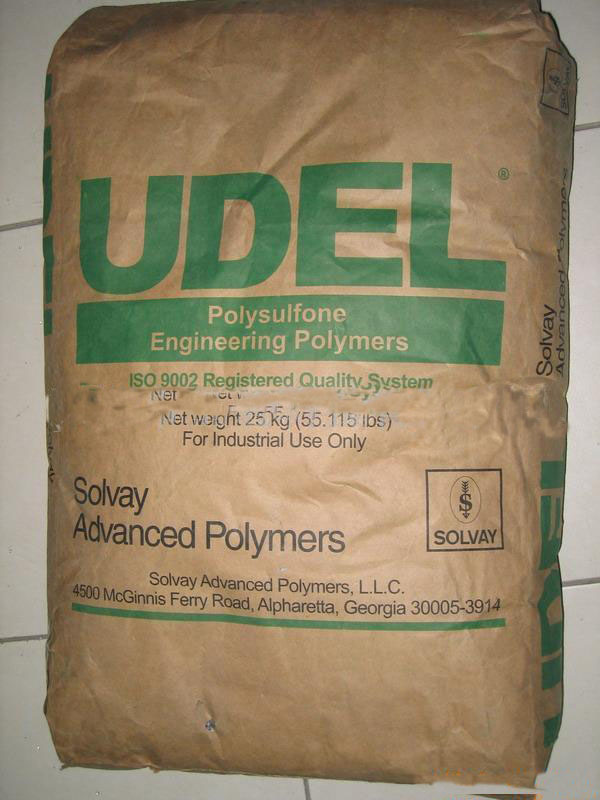 UDEL ®
Polysulfone
Engineering Polymers
ISO 9002 Registered Quality System
Net
Net weight 25 kg (55.115 lbs)
For Industrial Use Only
Solvay
Advanced Polymers
SOLVAY
Solvay Advanced Polymers, L.L.C.
4500 McGinnis Ferry Road, Alpharetta, Georgia 30005-3914
Solvay
Advanced Polymers
SOLVAY